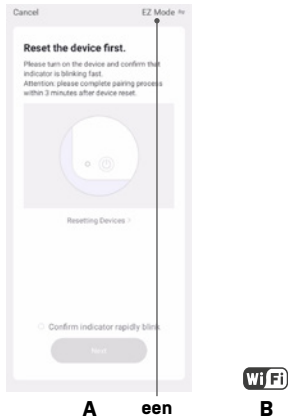 Cancel EZ Mode
Reset the device first.
Please turn on the device and confirm that
indicator is blinking fast.
Attention: please complete pairing process
within 3 minutes after device reset.
Resetting Devices >
Confirm indicator rapidly blink
Next
Wi Fi
A een B